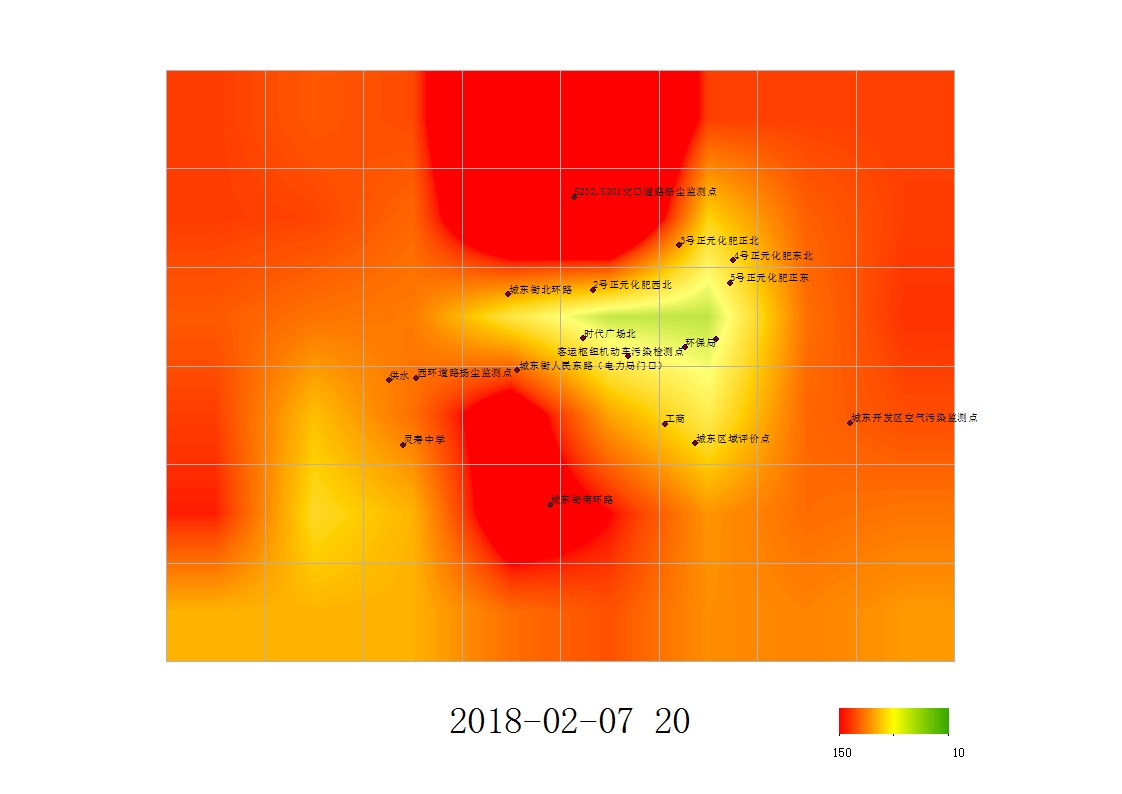 S232,S201交口道路扬尘监测点
3号正元化肥正北
4号正元化肥东北
5号正元化肥正东
2号正元化肥西北
城东街北环路
时代广场北
环保局
客运枢纽机动车污染检测点
城东街人民东路（电力局门口）
西环道路扬尘监测点
供水
工商
城东开发区空气污染监测点
城东区域评价点
灵寿中学
城东街南环路
2018-02-07 20
150
10